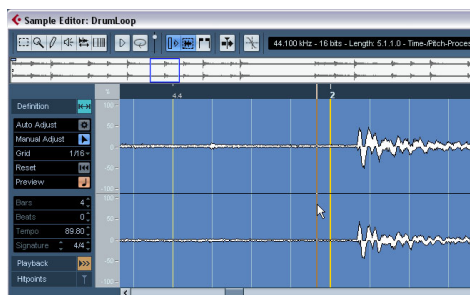 Sample Editor: DrumLoop
44.100 kHz - 16 bits - Length: 5.1.1.0 - Time-/Pitch-Proces
%
4.4
2
Definition
100
Auto Adjust
Manual Adjust
50
Grid 1/16
Reset
Preview
-50
-100
100
Bars 4
Beats 0
50
Tempo 89.80
Signature 4/4
Playback
-50
Hitpoints
-100